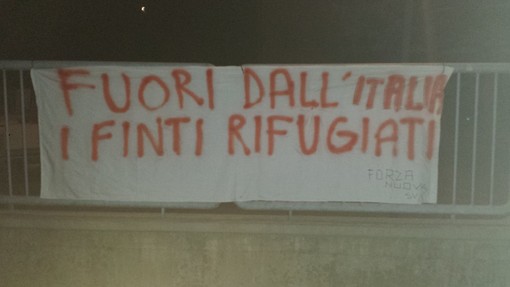 FUORI DALL'ITALIA
I FINTI RIFUGIATI
FORZA
NUOVA